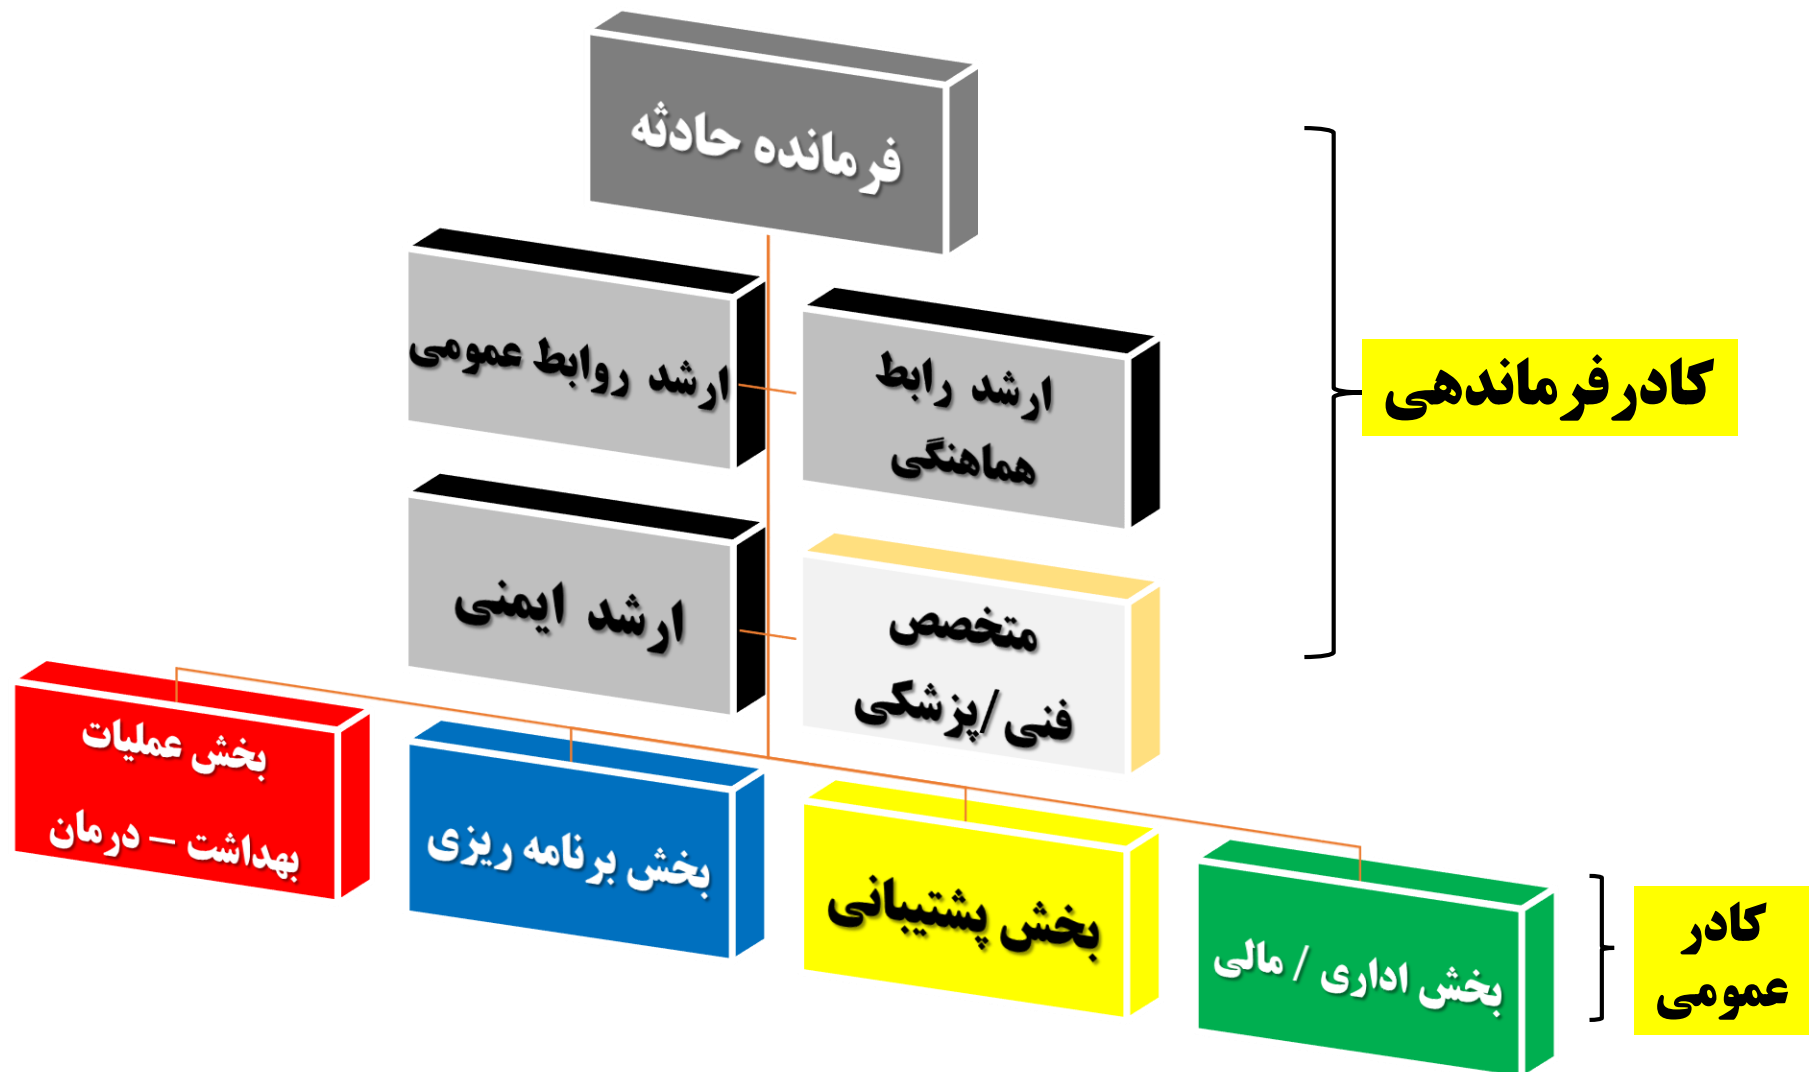 فرمانده حادثه
ارشد روابط عمومی
ارشد رابط
هماهنگی
کادرفرماندهی
ارشد ایمنی
متخصص
فنی /پزشکی
بخش عملیات
بهداشت – درمان
بخش برنامه ریزی
بخش پشتیبانی
بخش اداری / مالی
کادر
عمومی